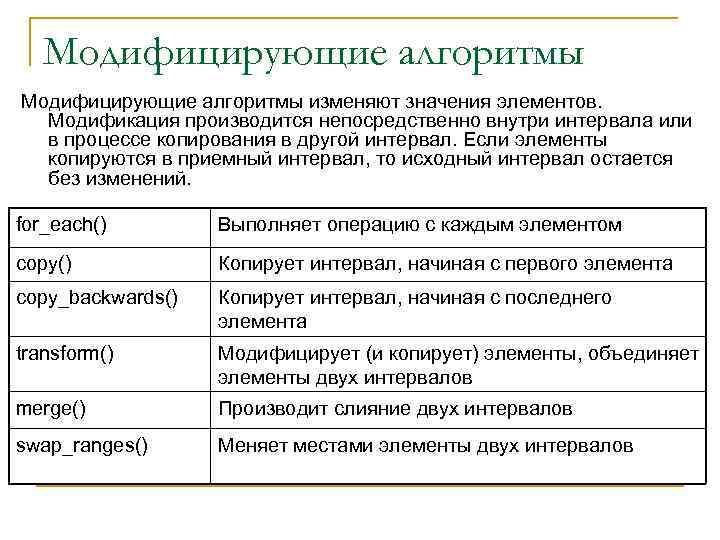 Модифицирующие алгоритмы
Модифицирующие алгоритмы изменяют значения элементов.
Модификация производится непосредственно внутри интервала или
в процессе копирования в другой интервал. Если элементы
копируются в приемный интервал, то исходный интервал остается
без изменений.
for_each() Выполняет операцию с каждым элементом
copy() Копирует интервал, начиная с первого элемента
copy_backwards() Копирует интервал, начиная с последнего
элемента
transform() Модифицирует (и копирует) элементы, объединяет
элементы двух интервалов
merge() Производит слияние двух интервалов
swap_ranges() Меняет местами элементы двух интервалов